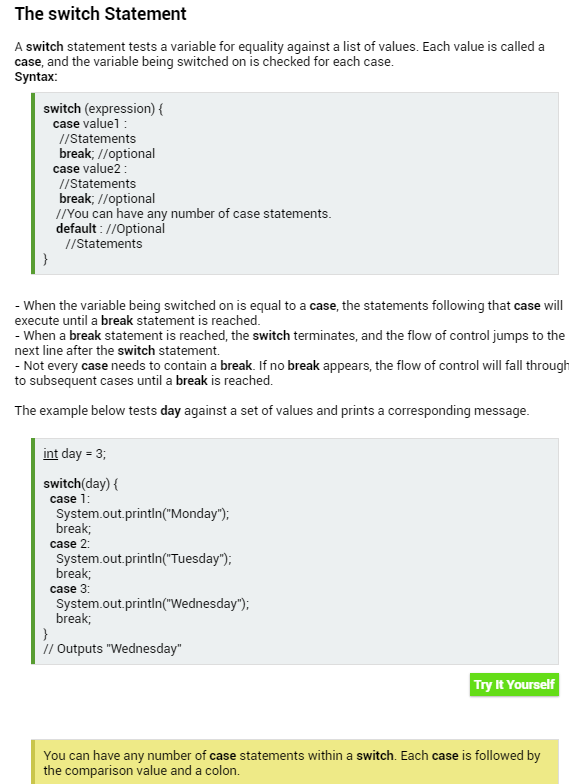 The switch Statement
A switch statement tests a variable for equality against a list of values. Each value is called a
case, and the variable being switched on is checked for each case.
Syntax:
switch (expression) {
case value1 :
//Statements
break; //optional
case value2 :
//Statements
break; //optional
//You can have any number of case statements.
default : //Optional
//Statements
}
- When the variable being switched on is equal to a case, the statements following that case will
execute until a break statement is reached.
- When a break statement is reached, the switch terminates, and the flow of control jumps to the
next line after the switch statement.
- Not every case needs to contain a break. If no break appears, the flow of control will fall through
to subsequent cases until a break is reached.
The example below tests day against a set of values and prints a corresponding message.
int day = 3;
switch(day) {
case 1:
System.out.println("Monday");
break;
case 2:
System.out.println("Tuesday");
break;
case 3:
System.out.println("Wednesday");
break;
}
// Outputs "Wednesday"
Try It Yourself
You can have any number of case statements within a switch. Each case is followed by
the comparison value and a colon.